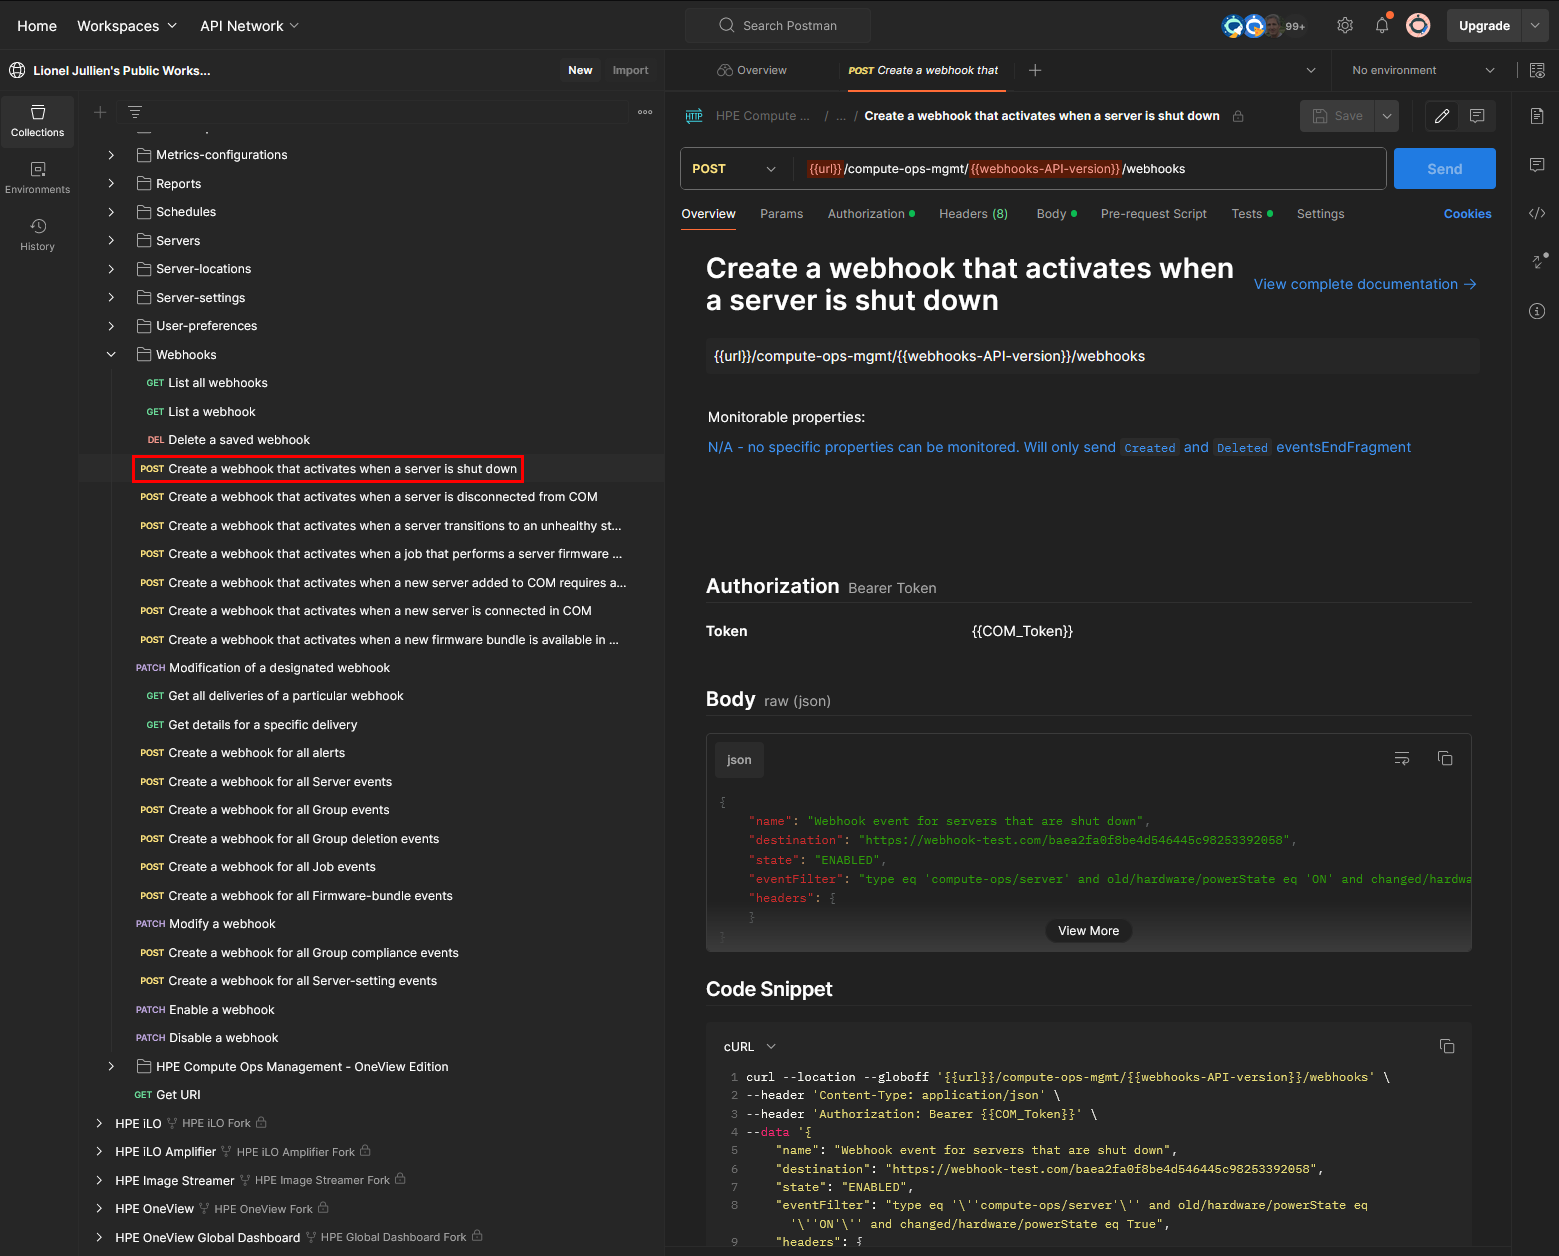 Home
Workspaces
API Network
Search Postman
99+
Upgrade
Lionel Jullien's Public Works...
New
Import
Overview
POST Create a webhook that
No environment
Collections
Environments
History
Metrics-configurations
Reports
Schedules
Servers
Server-locations
Server-settings
User-preferences
Webhooks
GET List all webhooks
GET List a webhook
DEL Delete a saved webhook
POST Create a webhook that activates when a server is shut down
POST Create a webhook that activates when a server is disconnected from COM
POST Create a webhook that activates when a server transitions to an unhealthy st...
POST Create a webhook that activates when a job that performs a server firmware ...
POST Create a webhook that activates when a new server added to COM requires a...
POST Create a webhook that activates when a new server is connected in COM
POST Create a webhook that activates when a new firmware bundle is available in ...
PATCH Modification of a designated webhook
GET Get all deliveries of a particular webhook
GET Get details for a specific delivery
POST Create a webhook for all alerts
POST Create a webhook for all Server events
POST Create a webhook for all Group events
POST Create a webhook for all Group deletion events
POST Create a webhook for all Job events
POST Create a webhook for all Firmware-bundle events
PATCH Modify a webhook
POST Create a webhook for all Group compliance events
POST Create a webhook for all Server-setting events
PATCH Enable a webhook
PATCH Disable a webhook
HPE Compute Ops Management - OneView Edition
GET Get URI
HPE iLO HPE iLO Fork
HPE iLO Amplifier HPE iLO Amplifier Fork
HPE Image Streamer HPE Image Streamer Fork
HPE OneView HPE OneView Fork
HPE OneView Global Dashboard HPE Global Dashboard Fork
HTTP HPE Compute ... / ... / Create a webhook that activates when a server is shut down
Save
POST {{url}}/compute-ops-mgmt/{{webhooks-API-version}}/webhooks
Send
Overview Params Authorization Headers (8) Body Pre-request Script Tests Settings Cookies
Create a webhook that activates when
a server is shut down
View complete documentation →
{{url}}/compute-ops-mgmt/{{webhooks-API-version}}/webhooks
Monitorable properties:
N/A - no specific properties can be monitored. Will only send Created and Deleted eventsEndFragment
Authorization Bearer Token
Token {{COM_Token}}
Body raw (json)
json
{
"name": "Webhook event for servers that are shut down",
"destination": "https://webhook-test.com/baea2fa0f8be4d546445c98253392058",
"state": "ENABLED",
"eventFilter": "type eq 'compute-ops/server' and old/hardware/powerState eq 'ON' and changed/hardwa
"headers": {
}
}
View More
Code Snippet
cURL
1 curl --location --globoff '{{url}}/compute-ops-mgmt/{{webhooks-API-version}}/webhooks' \
2 --header 'Content-Type: application/json' \
3 --header 'Authorization: Bearer {{COM_Token}}' \
4 --data '{
5 "name": "Webhook event for servers that are shut down",
6 "destination": "https://webhook-test.com/baea2fa0f8be4d546445c98253392058",
7 "state": "ENABLED",
8 "eventFilter": "type eq '\''compute-ops/server'\'' and old/hardware/powerState eq
'\''ON'\'' and changed/hardware/powerState eq True",
9 "headers": {